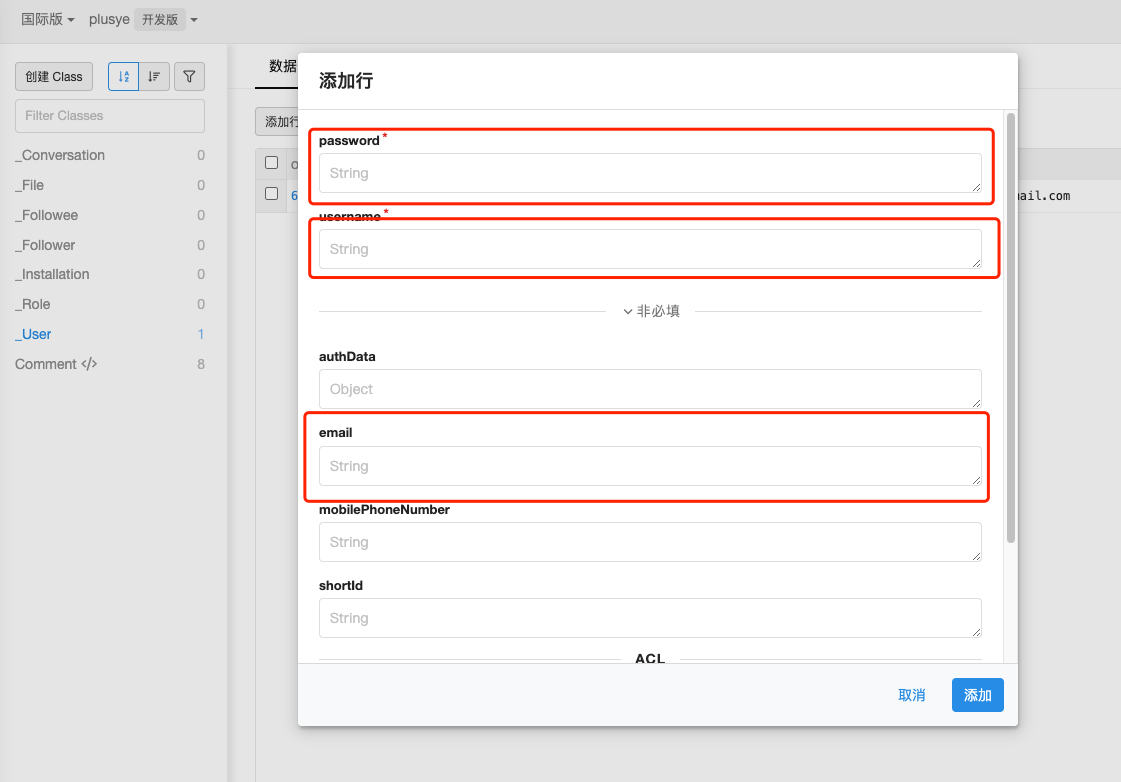 国际版 plusye 开发版
创建 Class
Filter Classes
_Conversation 0
_File 0
_Followee 0
_Follower 0
_Installation 0
_Role 0
_User 1
Comment </> 8
数据
添加行
6
ail.com
添加行
password *
String
username *
String
非必填
authData
Object
email
String
mobilePhoneNumber
String
shortId
String
ACL
取消 添加